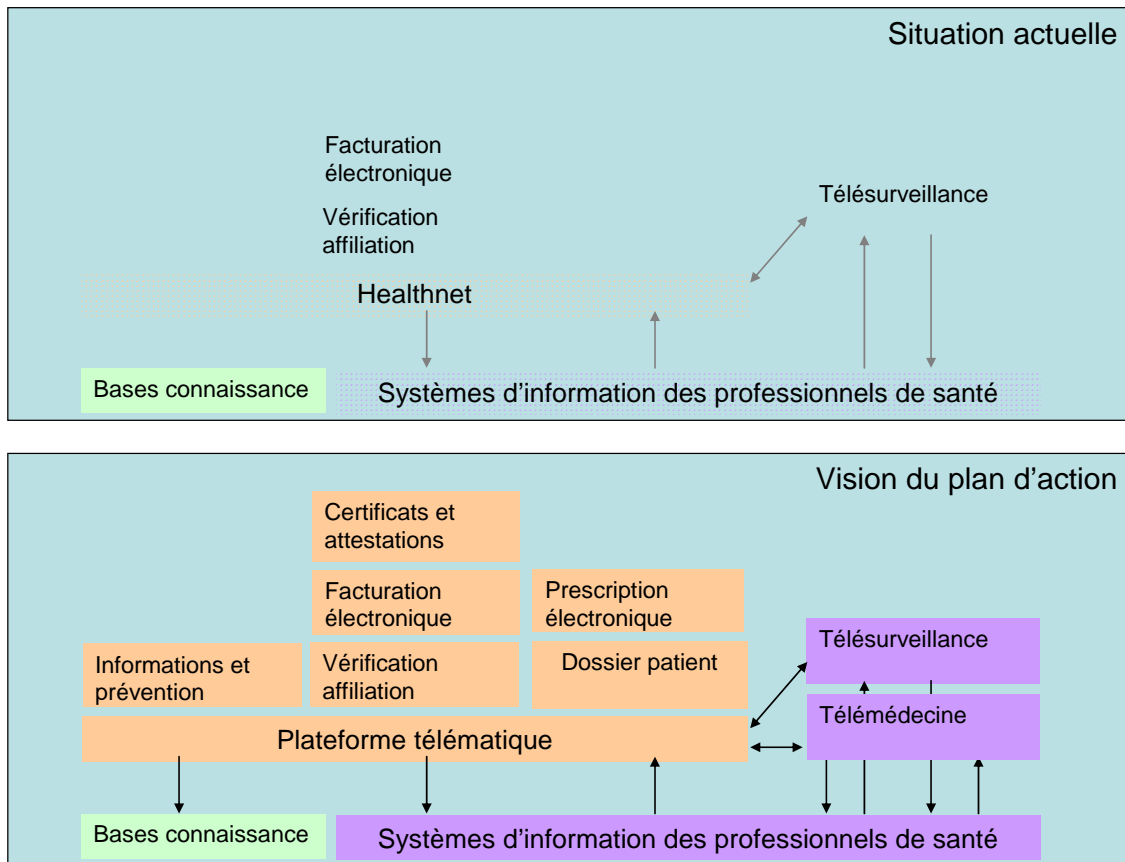 Situation actuelle
Facturation
électronique
Vérification
affiliation
Télésurveillance
Healthnet
Bases connaissance
Systèmes d'information des professionnels de santé
Vision du plan d'action
Certificats et
attestations
Facturation
électronique
Prescription
électronique
Informations et
prévention
Vérification
affiliation
Dossier patient
Télésurveillance
Télémédecine
Plateforme télématique
Bases connaissance
Systèmes d'information des professionnels de santé